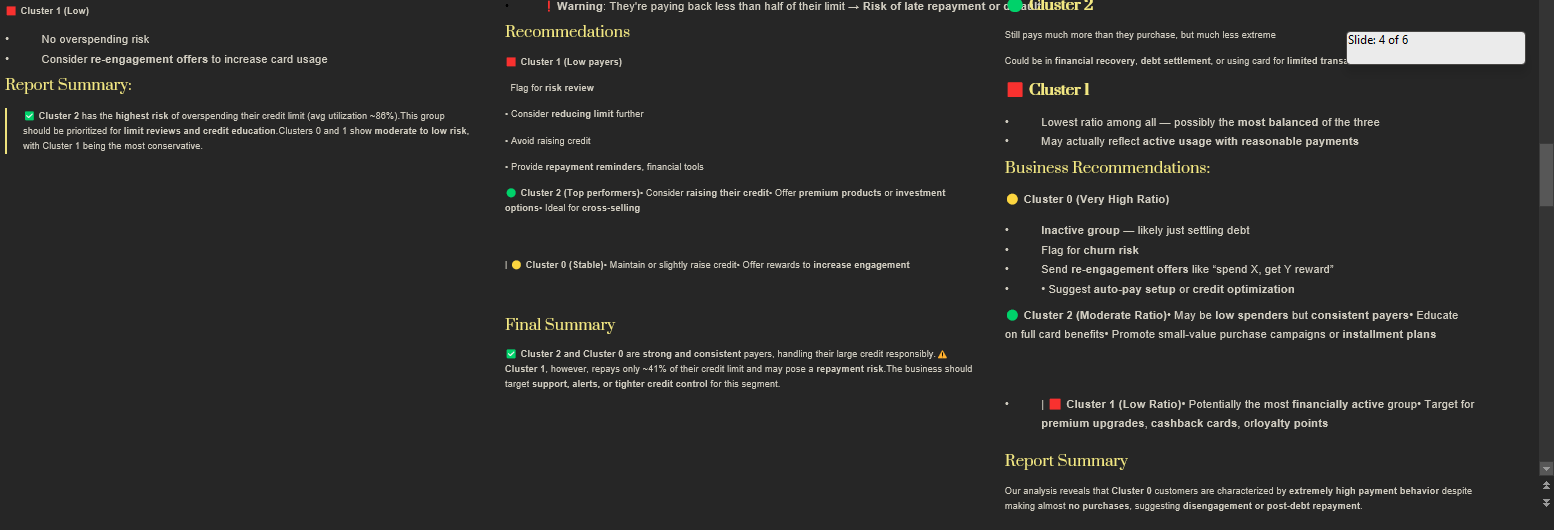 🟥 Cluster 1 (Low)
• No overspending risk
• Consider re-engagement offers to increase card usage
Report Summary:
✅ Cluster 2 has the highest risk of overspending their credit limit (avg utilization ~86%).This group
should be prioritized for limit reviews and credit education.Clusters 0 and 1 show moderate to low risk,
with Cluster 1 being the most conservative.
• ❗ Warning: They're paying back less than half of their limit → Risk of late repayment or
Recommedations
🟥 Cluster 1 (Low payers)
Flag for risk review
• Consider reducing limit further
• Avoid raising credit
• Provide repayment reminders, financial tools
🟢 Cluster 2 (Top performers)• Consider raising their credit• Offer premium products or investment
options• Ideal for cross-selling
| 🟡 Cluster 0 (Stable)• Maintain or slightly raise credit• Offer rewards to increase engagement
Final Summary
✅ Cluster 2 and Cluster 0 are strong and consistent payers, handling their large credit responsibly. ⚠
Cluster 1, however, repays only ~41% of their credit limit and may pose a repayment risk.The business should
target support, alerts, or tighter credit control for this segment.
🟢 Cluster 2
Still pays much more than they purchase, but much less extreme
Could be in financial recovery, debt settlement, or using card for limited
Slide: 4 of 6
🟥 Cluster 1
• Lowest ratio among all — possibly the most balanced of the three
• May actually reflect active usage with reasonable payments
Business Recommendations:
🟡 Cluster 0 (Very High Ratio)
• Inactive group — likely just settling debt
• Flag for churn risk
• Send re-engagement offers like “spend X, get Y reward”
• • Suggest auto-pay setup or credit optimization
🟢 Cluster 2 (Moderate Ratio)• May be low spenders but consistent payers• Educate
on full card benefits• Promote small-value purchase campaigns or installment plans
• | 🟥 Cluster 1 (Low Ratio)• Potentially the most financially active group• Target for
premium upgrades, cashback cards, orloyalty points
Report Summary
Our analysis reveals that Cluster 0 customers are characterized by extremely high payment behavior despite
making almost no purchases, suggesting disengagement or post-debt repayment.